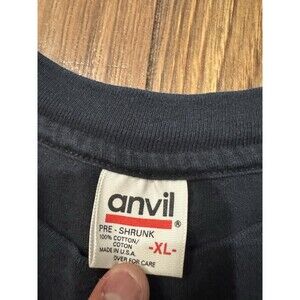 anvil
®
PRE - SHRUNK
100% COTTON/
COTON
-XL-
MADE IN U.S.A.
OVER FOR CARE